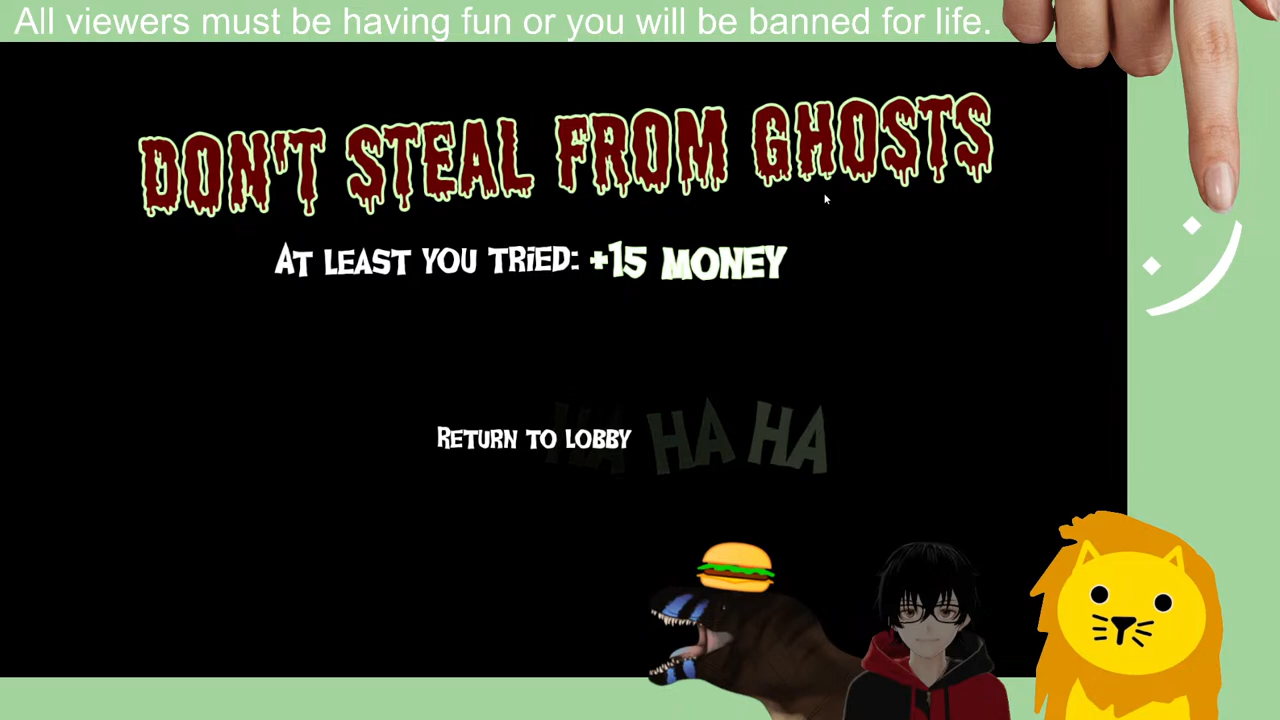 All viewers must be having fun or you will be banned for life.
DON'T STEAL FROM GHOSTS
AT LEAST YOU TRIED: +15 MONEY
RETURN TO LOBBY
HA HA HA